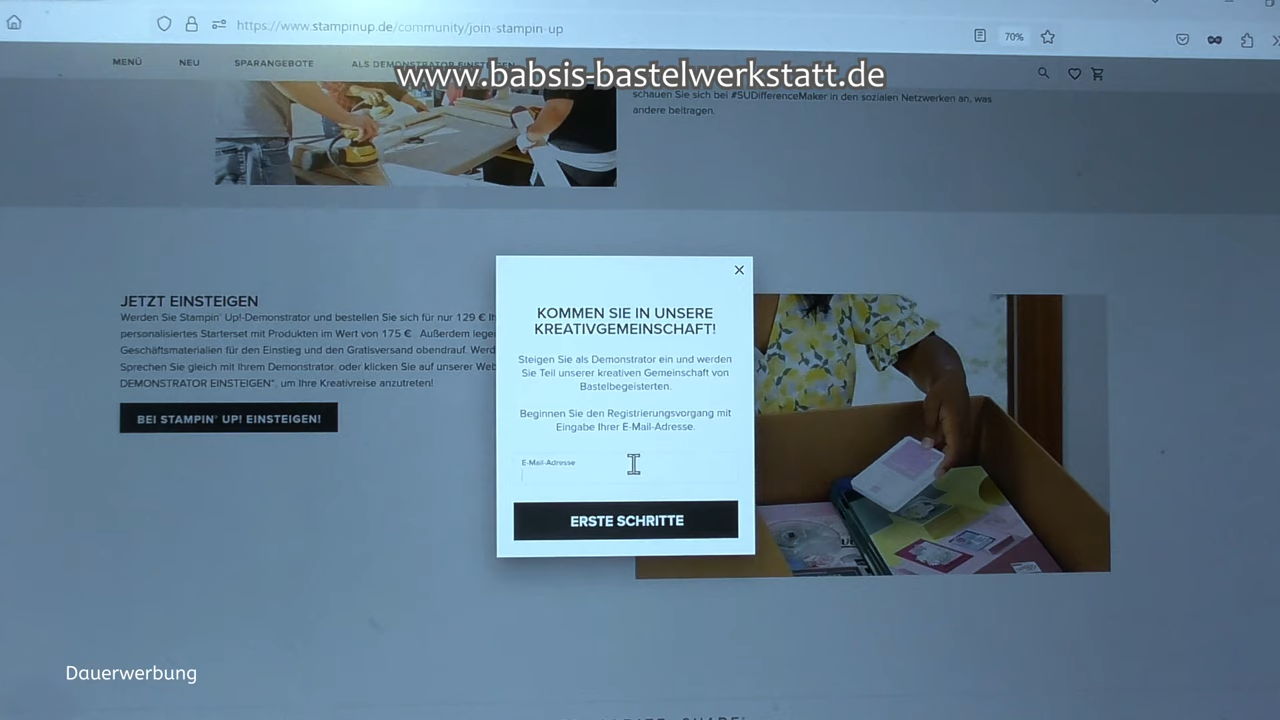 https://www.stampinup.de/community/join-stampin-up
70%
MENÜ NEU SPARANGEBOTE ALS DEMONSTRATOR
www.babsis-bastelwerkstatt.de
schauen Sie sich bei #SUDifferenceMaker in den sozialen Netzwerken an, was
andere beitragen.
JETZT EINSTEIGEN
Werden Sie Stampin' Up!-Demonstrator und bestellen Sie sich für nur 129 €
personalisiertes Starterset mit Produkten im Wert von 175 €. Außerdem
Geschäftsmaterialien für den Einstieg und den Gratisversand obendrauf.
Sprechen Sie gleich mit Ihrem Demonstrator, oder klicken Sie auf unserer
DEMONSTRATOR EINSTEIGEN", um Ihre Kreativreise anzutreten!
BEI STAMPIN' UP! EINSTEIGEN!
KOMMEN SIE IN UNSERE
KREATIVGEMEINSCHAFT!
Steigen Sie als Demonstrator ein und werden
Sie Teil unserer kreativen Gemeinschaft von
Bastelbegeisterten.
Beginnen Sie den Registrierungsvorgang mit
Eingabe Ihrer E-Mail-Adresse.
E-Mail-Adresse
ERSTE SCHRITTE
Dauerwerbung